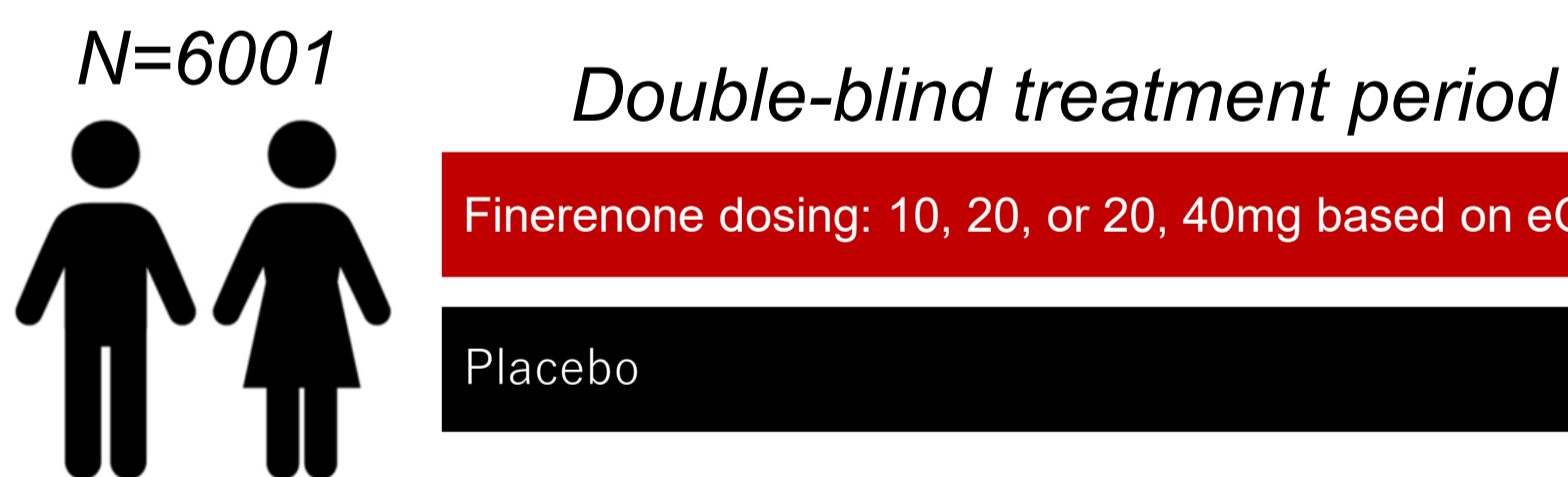 N=6001
Double-blind treatment period
Finerenone dosing: 10, 20, or 20, 40mg based on
Placebo